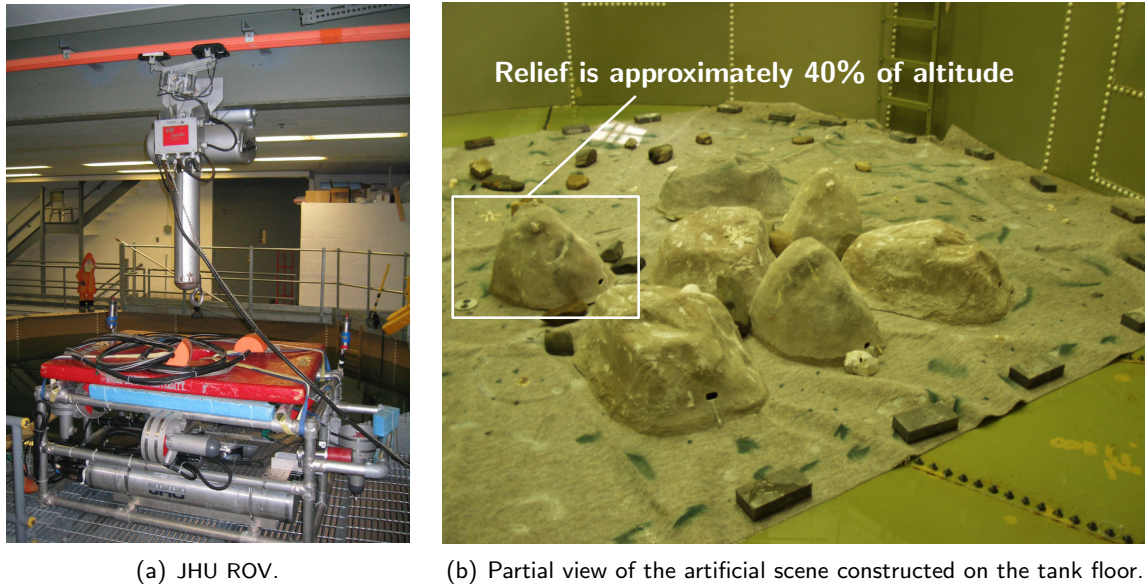 Relief is approximately 40% of altitude
JHU
(a) JHU ROV.
(b) Partial view of the artificial scene constructed on the tank floor.